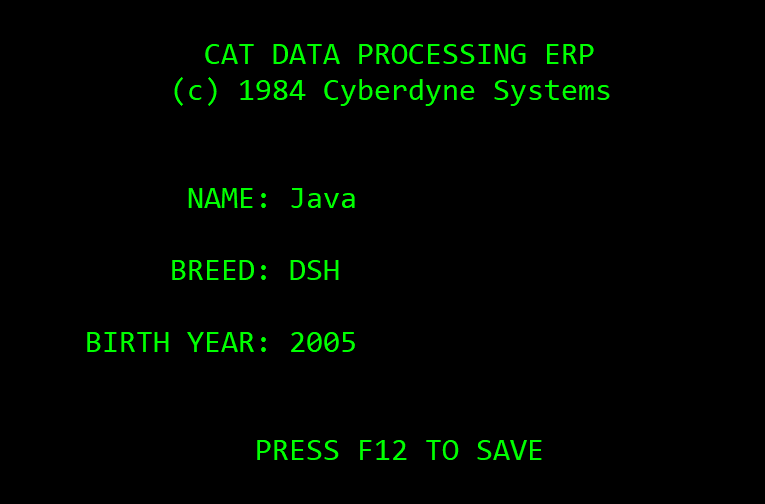 CAT DATA PROCESSING ERP
(c) 1984 Cyberdyne Systems
NAME: Java
BREED: DSH
BIRTH YEAR: 2005
PRESS F12 TO SAVE